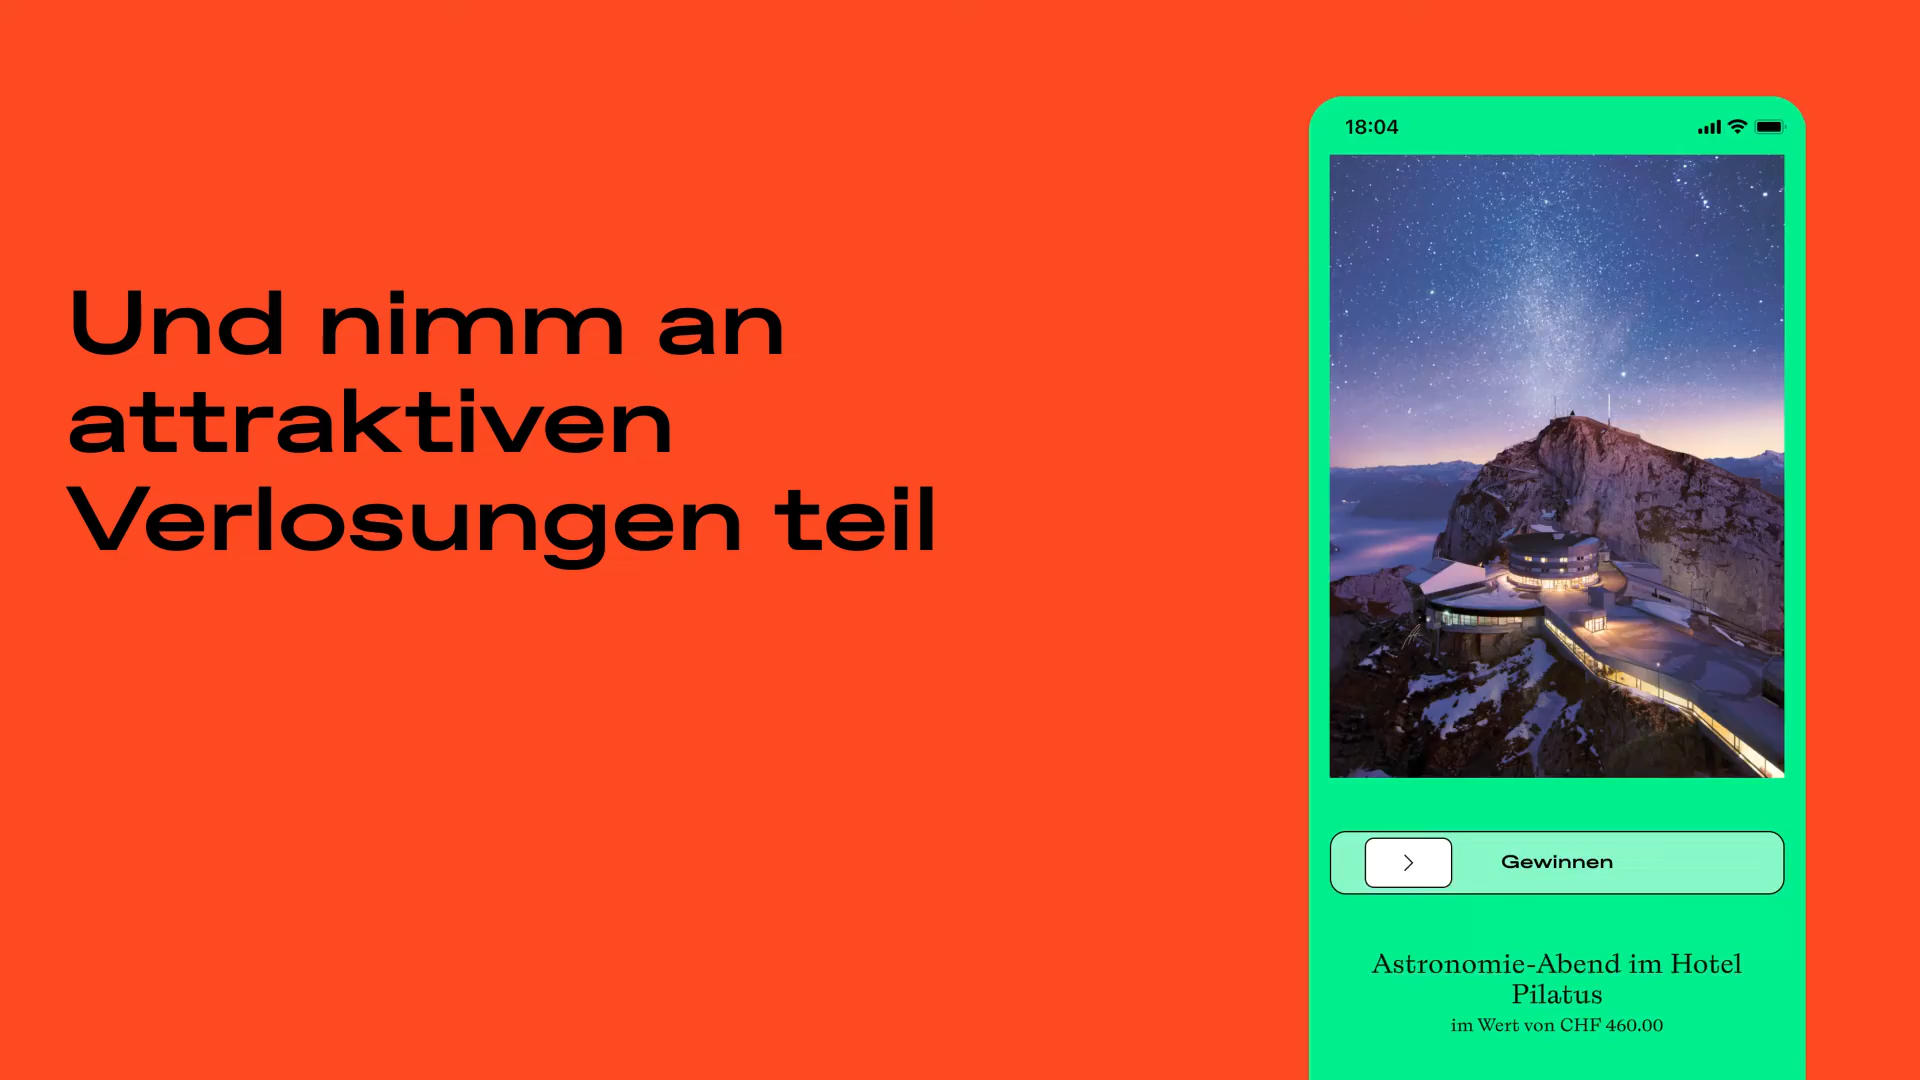 Und nimm an
attraktiven
Verlosungen teil
18:04
Gewinnen
Astronomie-Abend im Hotel
Pilatus
im Wert von CHF 460.00